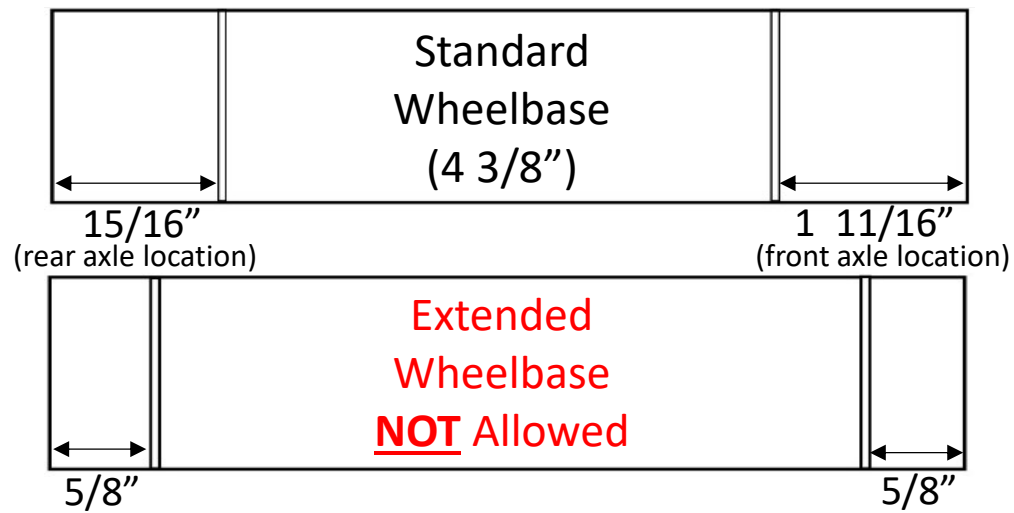 Standard
Wheelbase
(4 3/8”)
15/16”
(rear axle location)
1 11/16”
(front axle location)
Extended
Wheelbase
NOT Allowed
5/8”
5/8”